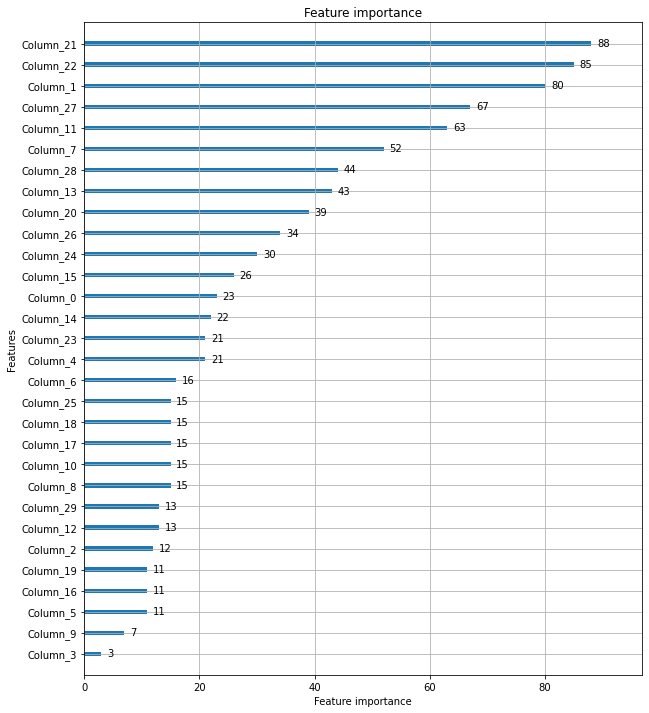 Feature importance
Column_21 88
Column_22 85
Column_1 80
Column_27 67
Column_11 63
Column_7 52
Column_28 44
Column_13 43
Column_20 39
Column_26 34
Column_24 30
Column_15 26
Column_0 23
Column_14 22
Column_23 21
Column_4 21
Column_6 16
Column_25 15
Column_18 15
Column_17 15
Column_10 15
Column_8 15
Column_29 13
Column_12 13
Column_2 12
Column_19 11
Column_16 11
Column_5 11
Column_9 7
Column_3 3
Features
0 20 40 60 80
Feature importance